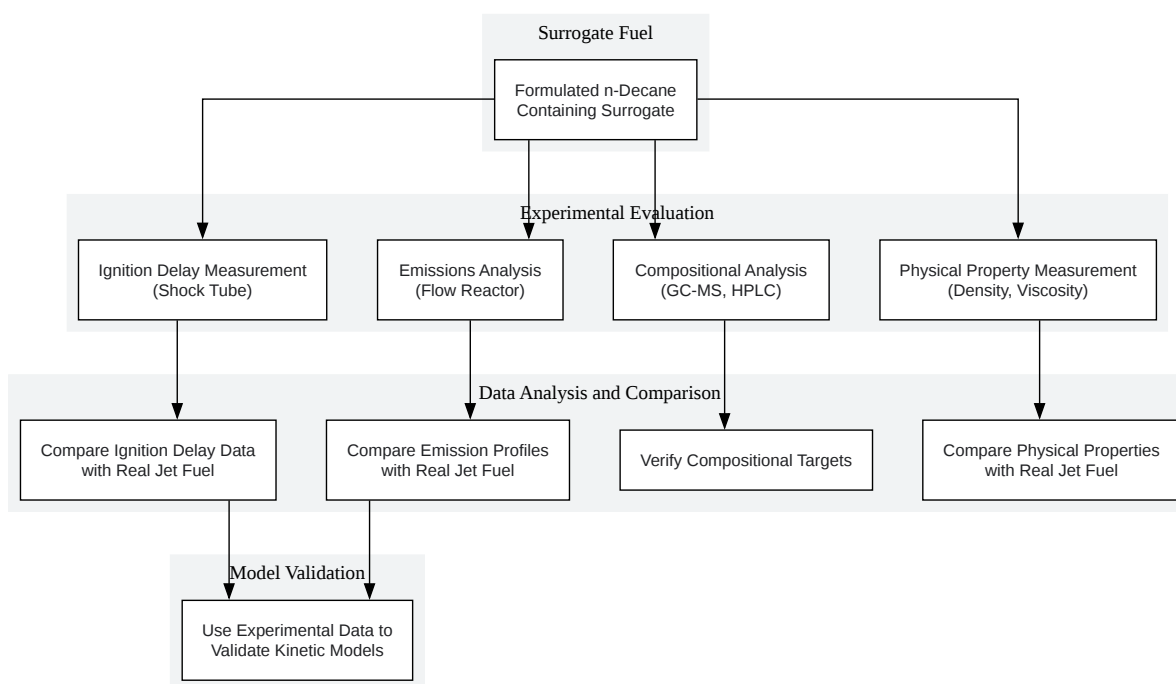 Surrogate Fuel
Formulated n-Decane
Containing Surrogate
Experimental Evaluation
Ignition Delay Measurement
(Shock Tube)
Emissions Analysis
(Flow Reactor)
Compositional Analysis
(GC-MS, HPLC)
Physical Property Measurement
(Density, Viscosity)
Data Analysis and Comparison
Compare Ignition Delay Data
with Real Jet Fuel
Compare Emission Profiles
with Real Jet Fuel
Verify Compositional Targets
Compare Physical Properties
with Real Jet Fuel
Model Validation
Use Experimental Data to
Validate Kinetic Models